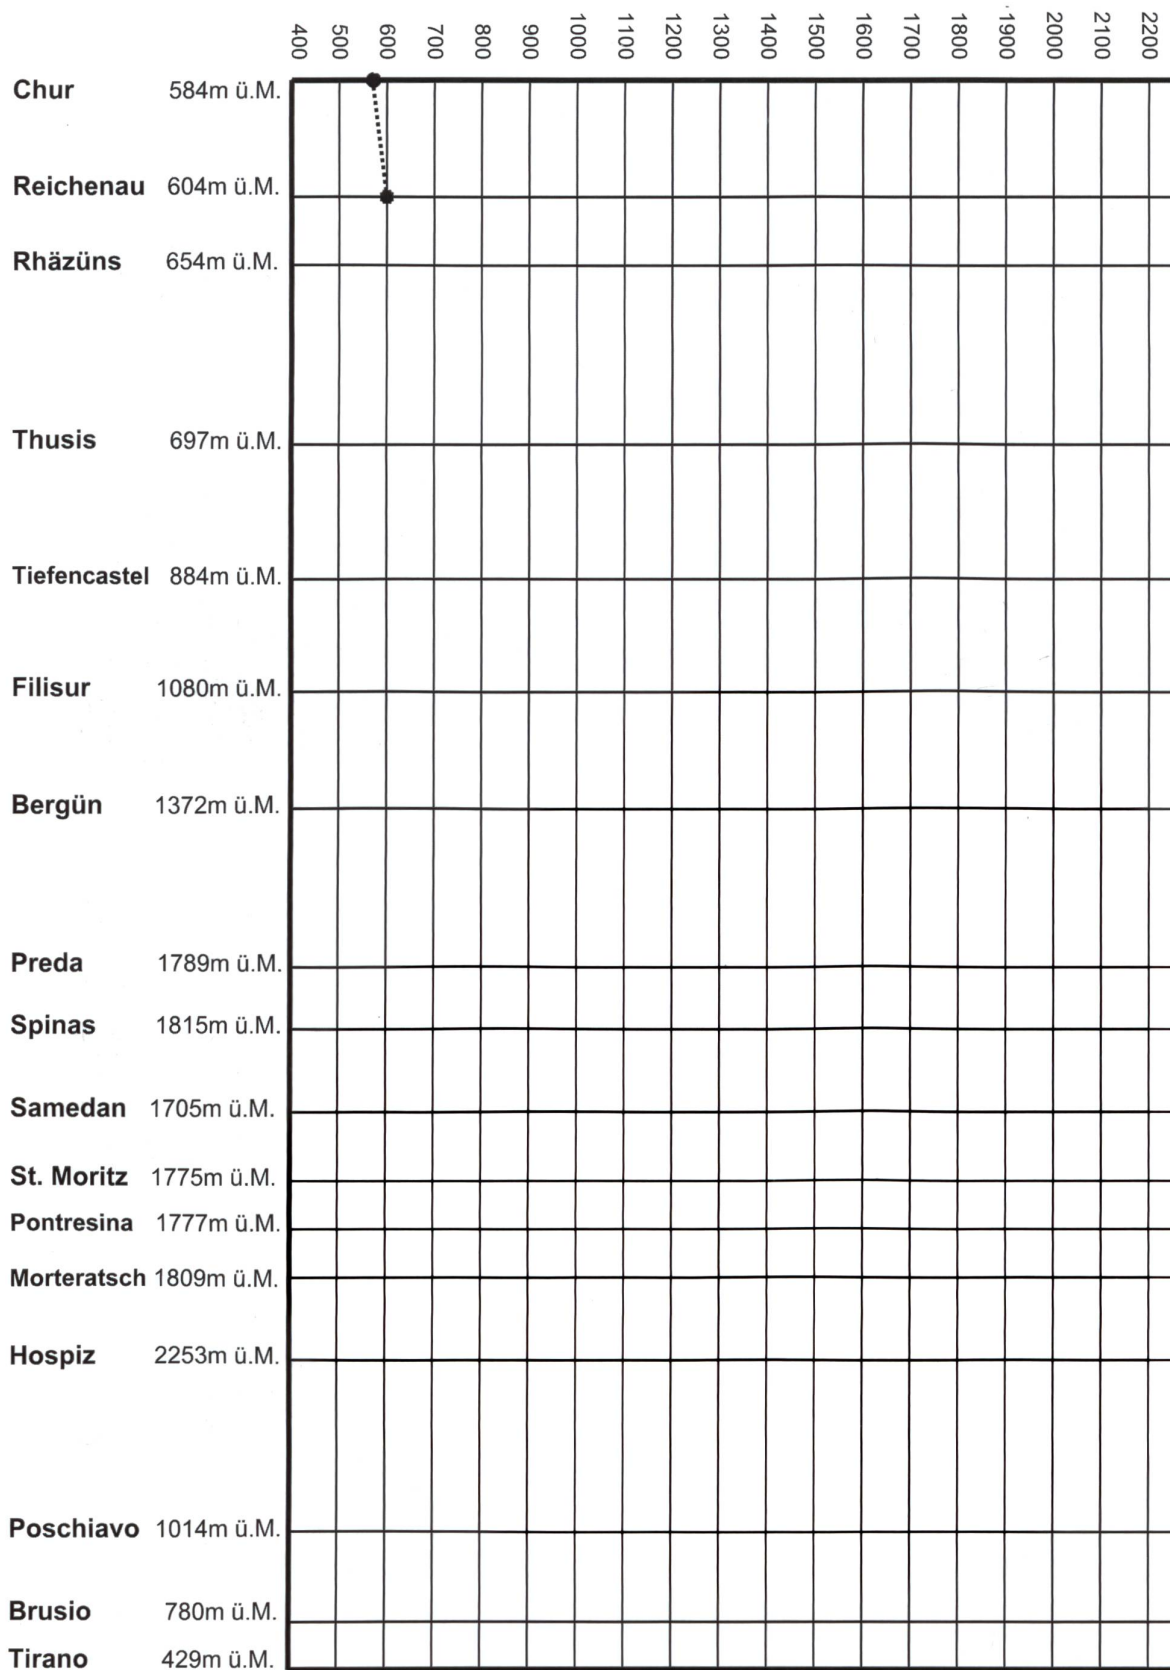 400 500 600 700 800 900 1000 1100 1200 1300 1400 1500 1600 1700 1800 1900 2000 2100 2200
Chur 584m ü.M.
Reichenau 604m ü.M.
Rhäzüns 654m ü.M.
Thusis 697m ü.M.
Tiefencastel 884m ü.M.
Filisur 1080m ü.M.
Bergün 1372m ü.M.
Preda 1789m ü.M.
Spinas 1815m ü.M.
Samedan 1705m ü.M.
St. Moritz 1775m ü.M.
Pontresina 1777m ü.M.
Morteratsch 1809m ü.M.
Hospiz 2253m ü.M.
Poschiavo 1014m ü.M.
Brusio 780m ü.M.
Tirano 429m ü.M.